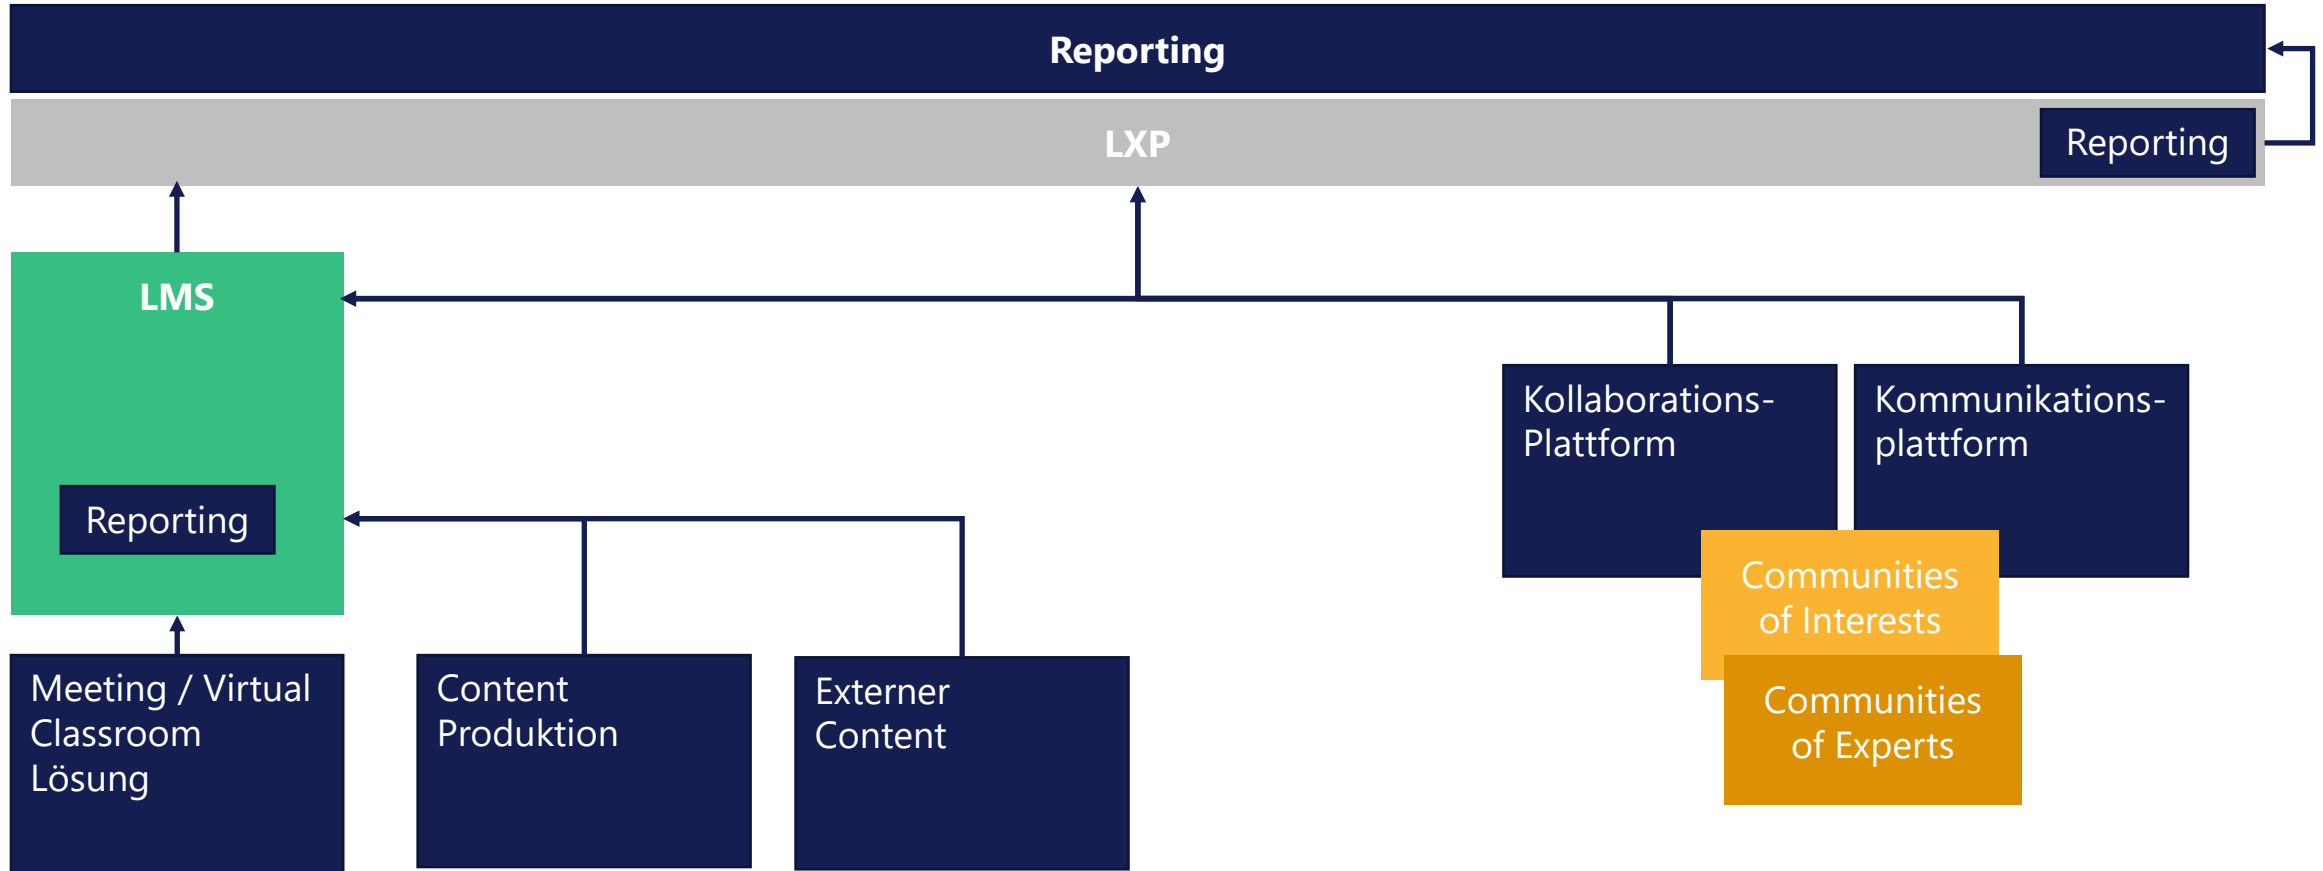 Reporting
LXP
Reporting
LMS
Reporting
Kollaborations-
Plattform
Kommunikations-
plattform
Communities
of Interests
Communities
of Experts
Meeting / Virtual
Classroom
Lösung
Content
Produktion
Externer
Content